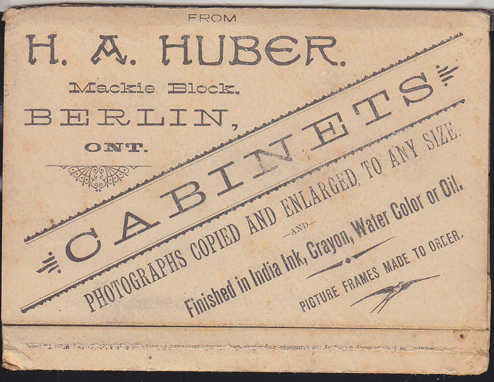 FROM
H. A. HUBER.
Mackie Block,
BERLIN,
ONT.
CABINETS
PHOTOGRAPHS COPIED AND ENLARGED TO ANY SIZE.
AND
Finished in India Ink, Crayon, Water Color or Oil.
PICTURE FRAMES MADE TO ORDER.